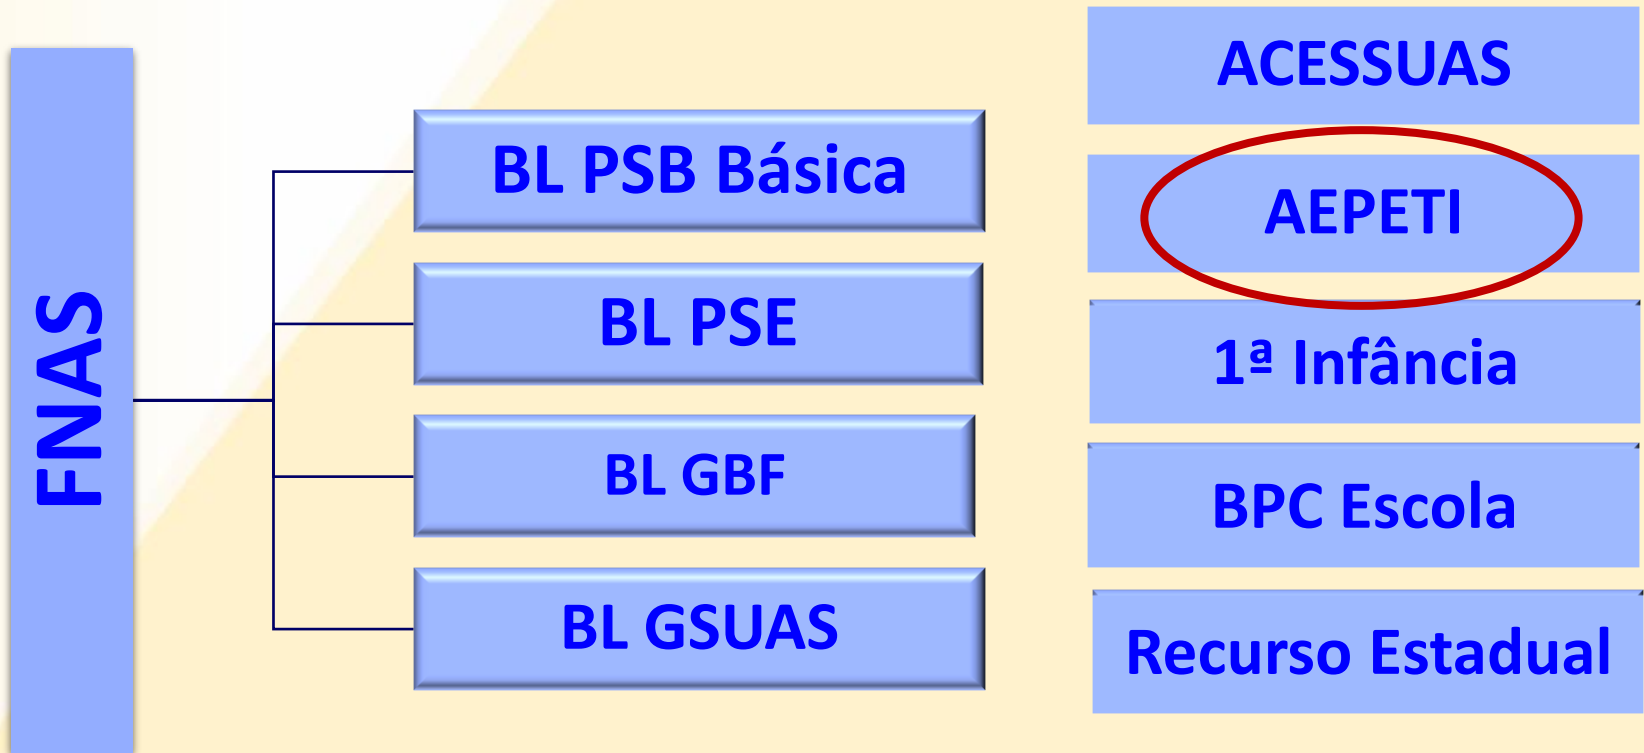 FNAS
BL PSB Básica
BL PSE
BL GBF
BL GSUAS
ACESSUAS
AEPETI
1ª Infância
BPC Escola
Recurso Estadual